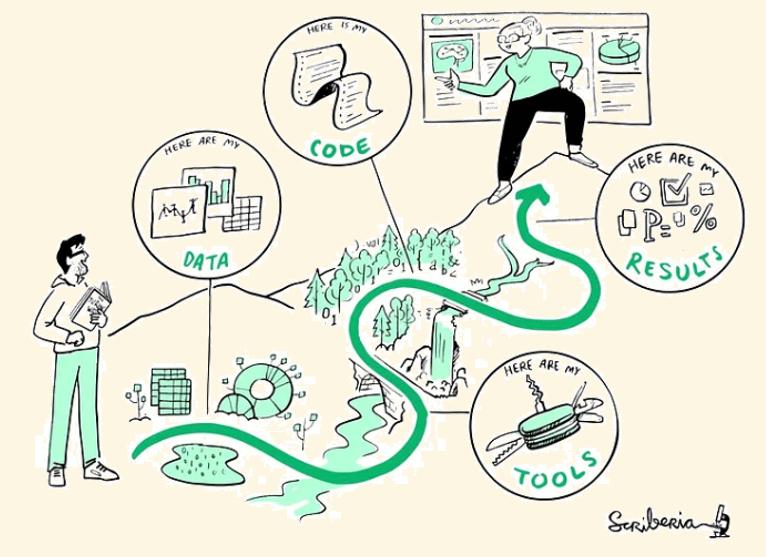 HERE IS MY
CODE
HERE ARE MY
DATA
HERE ARE MY
P= %
RESULTS
HERE ARE MY
TOOLS
Scriberia